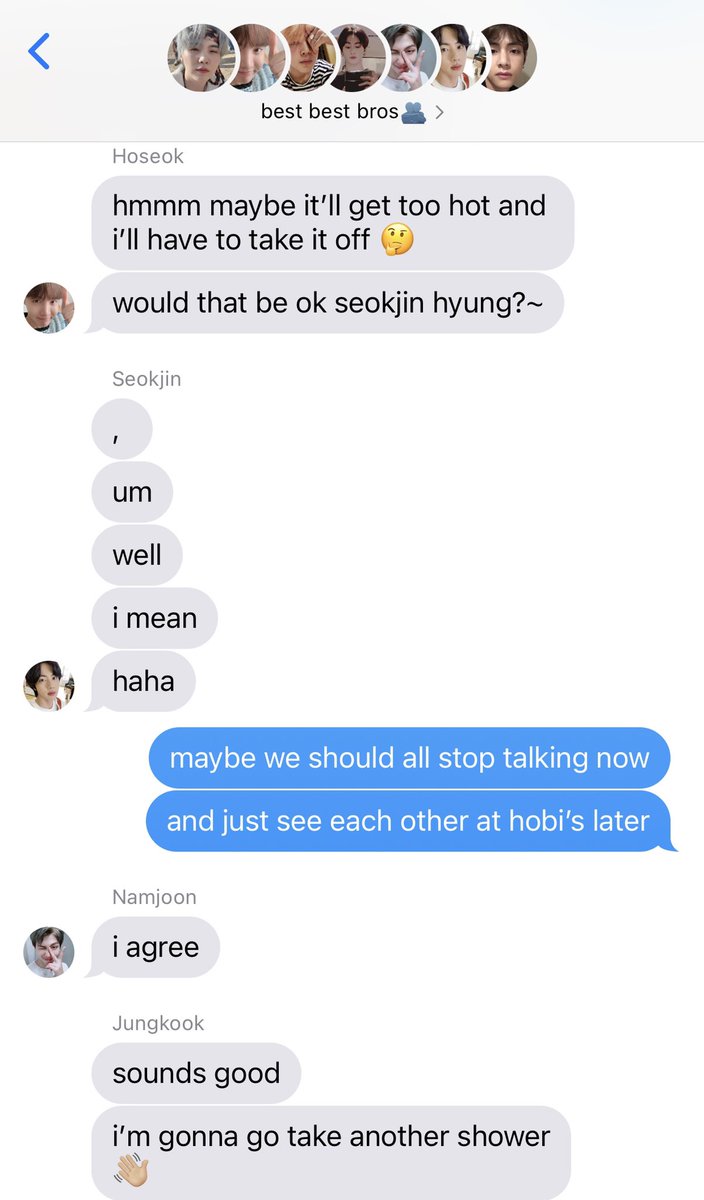 best best bros🫂
Hoseok
hmmm maybe it’ll get too hot and
i’ll have to take it off 🤔
would that be ok seokjin hyung?~
Seokjin
,
um
well
i mean
haha
maybe we should all stop talking now
and just see each other at hobi’s later
Namjoon
i agree
Jungkook
sounds good
i’m gonna go take another shower
👋🏼